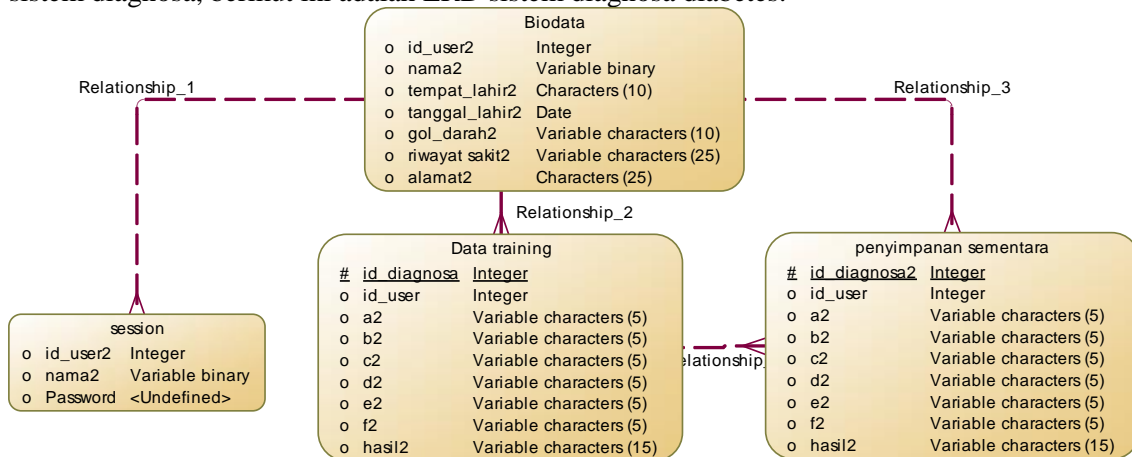 sistem diagnosa, berikut ini adalah ERD sistem diagnosa diabetes.
Biodata
o id_user2 Integer
o nama2 Variable binary
o tempat_lahir2 Characters (10)
o tanggal_lahir2 Date
o gol_darah2 Variable characters (10)
o riwayat sakit2 Variable characters (25)
o alamat2 Characters (25)
Relationship_1
Relationship_3
Relationship_2
Data training
# id_diagnosa Integer
o id_user Integer
o a2 Variable characters (5)
o b2 Variable characters (5)
o c2 Variable characters (5)
o d2 Variable characters (5)
o e2 Variable characters (5)
o f2 Variable characters (5)
o hasil2 Variable characters (15)
elationship_
penyimpanan sementara
# id_diagnosa2 Integer
o id_user Integer
o a2 Variable characters (5)
o b2 Variable characters (5)
o c2 Variable characters (5)
o d2 Variable characters (5)
o e2 Variable characters (5)
o f2 Variable characters (5)
o hasil2 Variable characters (15)
session
o id_user2 Integer
o nama2 Variable binary
o Password <Undefined>